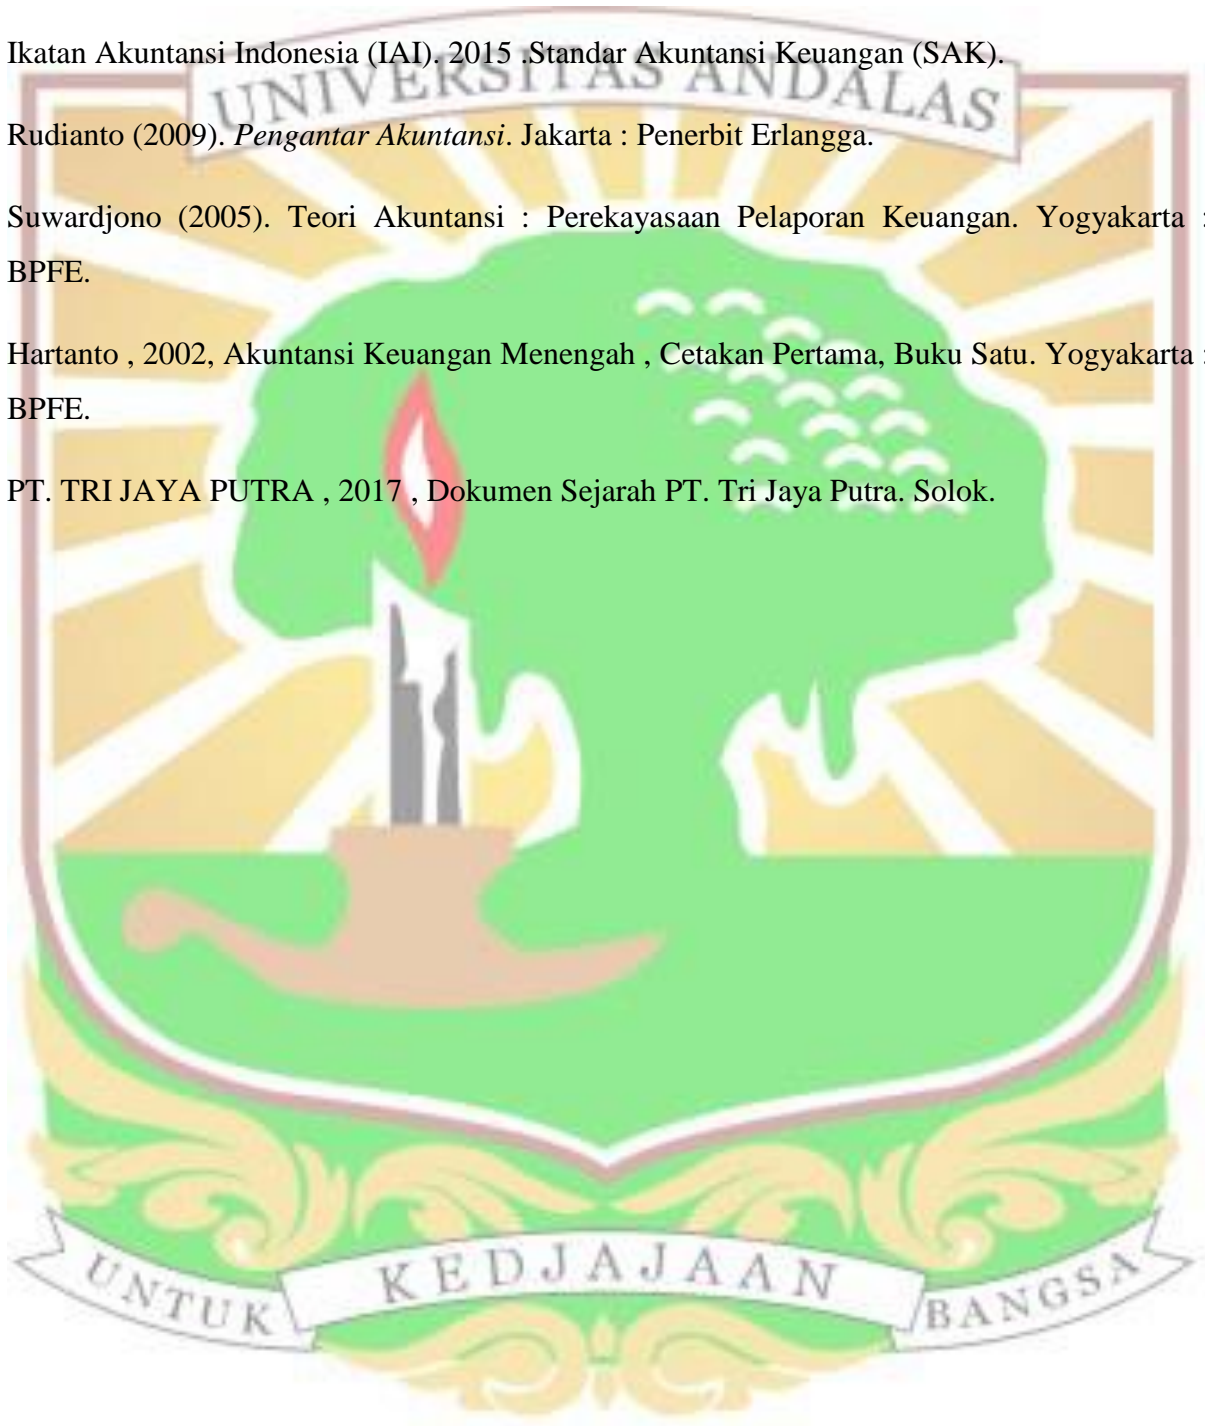 Ikatan Akuntansi Indonesia (IAI). 2015 .Standar Akuntansi Keuangan (SAK).
UNIVERSITAS ANDALAS
Rudianto (2009). Pengantar Akuntansi. Jakarta : Penerbit Erlangga.
Suwardjono (2005). Teori Akuntansi : Perekayasaan Pelaporan Keuangan. Yogyakarta :
BPFE.
Hartanto , 2002, Akuntansi Keuangan Menengah , Cetakan Pertama, Buku Satu. Yogyakarta :
BPFE.
PT. TRI JAYA PUTRA , 2017 , Dokumen Sejarah PT. Tri Jaya Putra. Solok.
UNTUK KEDJAJAAN BANGSA